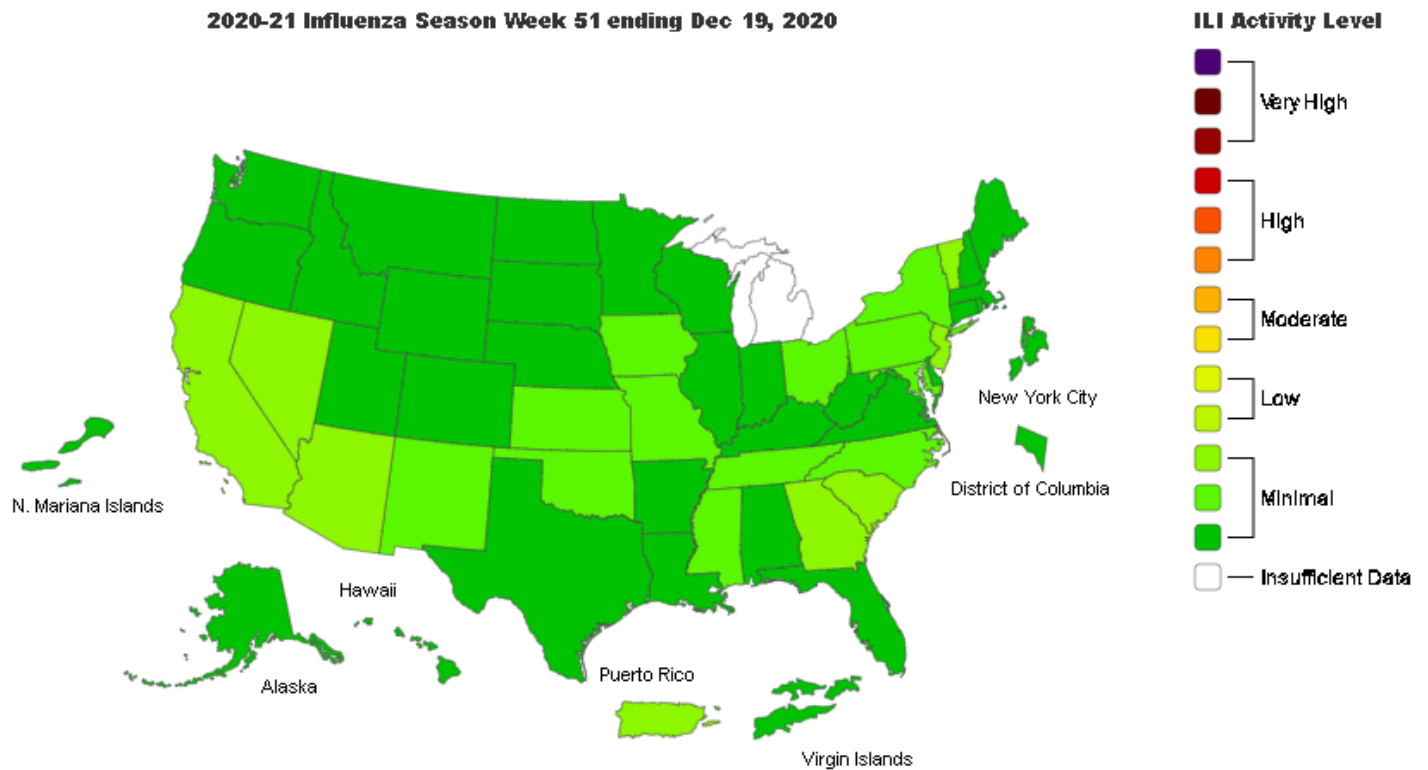 2020-21 Influenza Season Week 51 ending Dec 19, 2020
ILI Activity Level
Very High
High
Moderate
Low
Minimal
Insufficient Data
New York City
District of Columbia
N. Mariana Islands
Hawaii
Alaska
Puerto Rico
Virgin Islands